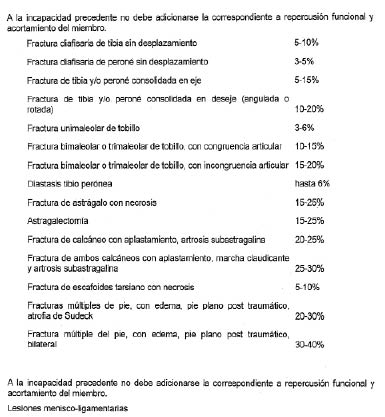 A la incapacidad precedente no debe adicionarse la correspondiente a repercusión funcional y
acortamiento del miembro.
Fractura diafisaria de tibia sin desplazamiento 5-10%
Fractura diafisaria de peroné sin desplazamiento 3-5%
Fractura de tibia y/o peroné consolidada en eje 5-15%
Fractura de tibia y/o peroné consolidada en deseje (angulada o
rotada) 10-20%
Fractura unimaleolar de tobillo 3-6%
Fractura bimaleolar o trimaleolar de tobillo, con congruencia articular 10-15%
Fractura bimaleolar o trimaleolar de tobillo, con incongruencia articular 15-20%
Diastasis tibio perónea hasta 6%
Fractura de astrágalo con necrosis 15-25%
Astragalectomía 15-25%
Fractura de calcáneo con aplastamiento, artrosis subastragalina 20-25%
Fractura de ambos calcáneos con aplastamiento, marcha claudicante
y artrosis subastragalina 25-30%
Fractura de escafoides tarsiano con necrosis 5-10%
Fracturas múltiples de pie, con edema, pie plano post traumático,
atrofia de Sudeck 20-30%
Fractura múltiple del pie, con edema, pie plano post traumático,
bilateral 30-40%
A la incapacidad precedente no debe adicionarse la correspondiente a repercusión funcional y
acortamiento del miembro.
Lesiones menisco-ligamentarias